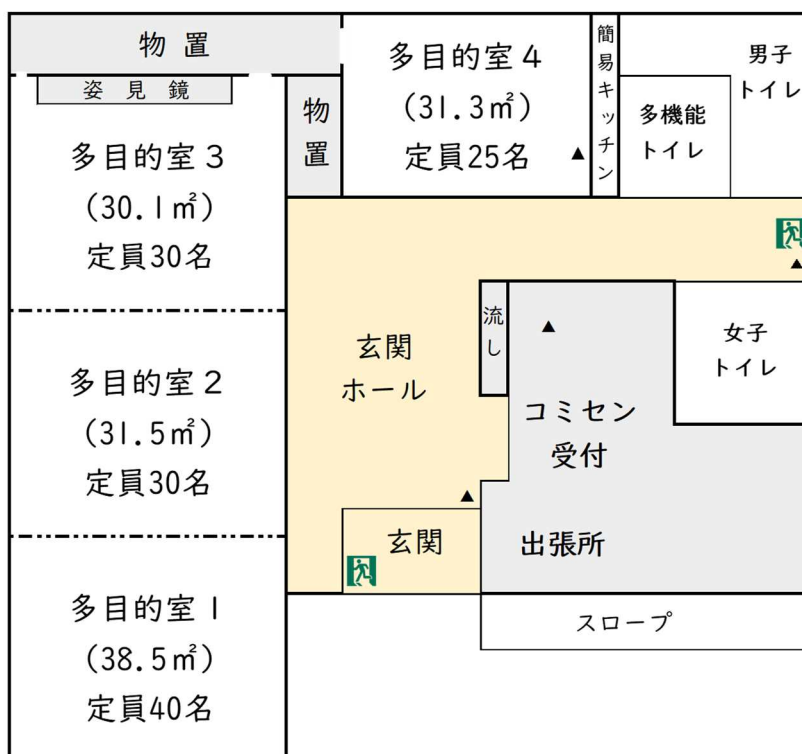 物置
姿見鏡
多目的室3
(30.1㎡)
定員30名
物置
多目的室4
(31.3㎡)
定員25名
▲
簡易キッチン
多機能
トイレ
男子
トイレ
▲
多目的室2
(31.5㎡)
定員30名
玄関
ホール
流し
▲
コミセン
受付
女子
トイレ
▲
玄関
出張所
多目的室1
(38.5㎡)
定員40名
スロープ